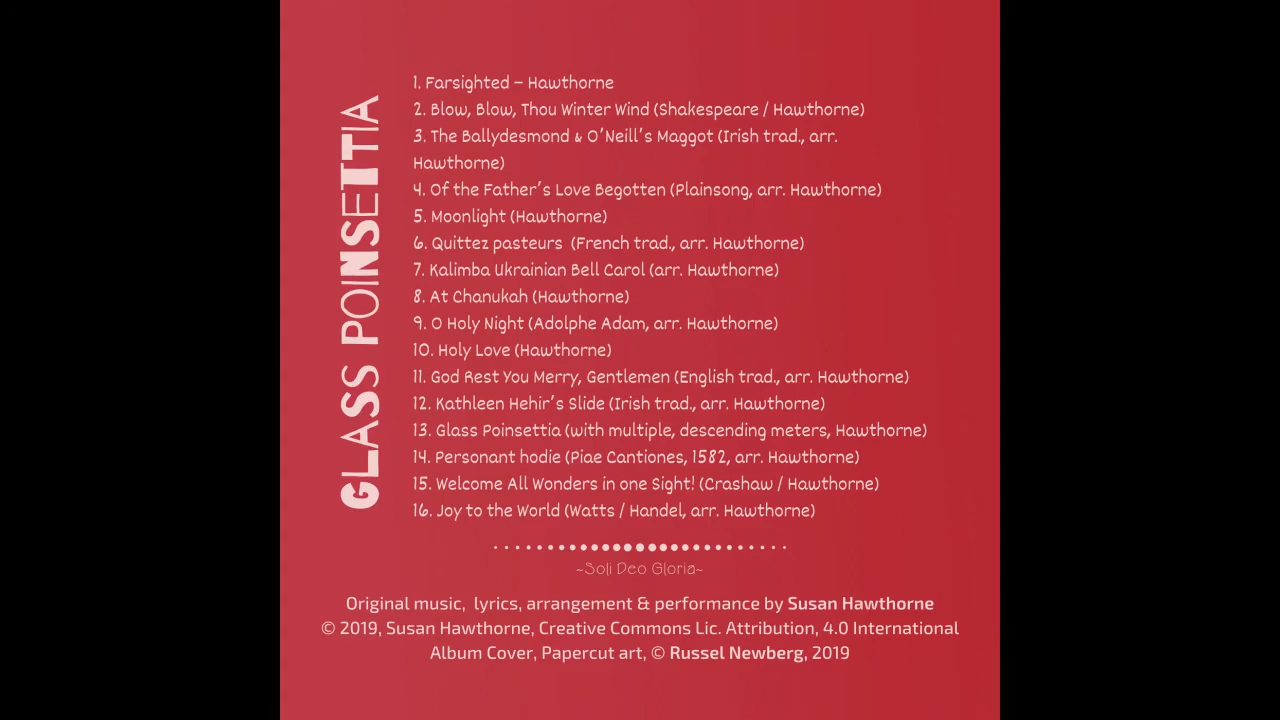 GLASS POINSETTIA
1. Farsighted – Hawthorne
2. Blow, Blow, Thou Winter Wind (Shakespeare / Hawthorne)
3. The Ballydesmond & O'Neill's Maggot (Irish trad., arr.
Hawthorne)
4. Of the Father's Love Begotten (Plainsong, arr. Hawthorne)
5. Moonlight (Hawthorne)
6. Quittez pasteurs  (French trad., arr. Hawthorne)
7. Kalimba Ukrainian Bell Carol (arr. Hawthorne)
8. At Chanukah (Hawthorne)
9. O Holy Night (Adolphe Adam, arr. Hawthorne)
10. Holy Love (Hawthorne)
11. God Rest You Merry, Gentlemen (English trad., arr. Hawthorne)
12. Kathleen Hehir's Slide (Irish trad., arr. Hawthorne)
13. Glass Poinsettia (with multiple, descending meters, Hawthorne)
14. Personant hodie (Piae Cantiones, 1582, arr. Hawthorne)
15. Welcome All Wonders in one Sight! (Crashaw / Hawthorne)
16. Joy to the World (Watts / Handel, arr. Hawthorne)
~Soli Deo Gloria~
Original music,  lyrics, arrangement & performance by Susan Hawthorne
© 2019, Susan Hawthorne, Creative Commons Lic. Attribution, 4.0 International
Album Cover, Papercut art, © Russel Newberg, 2019